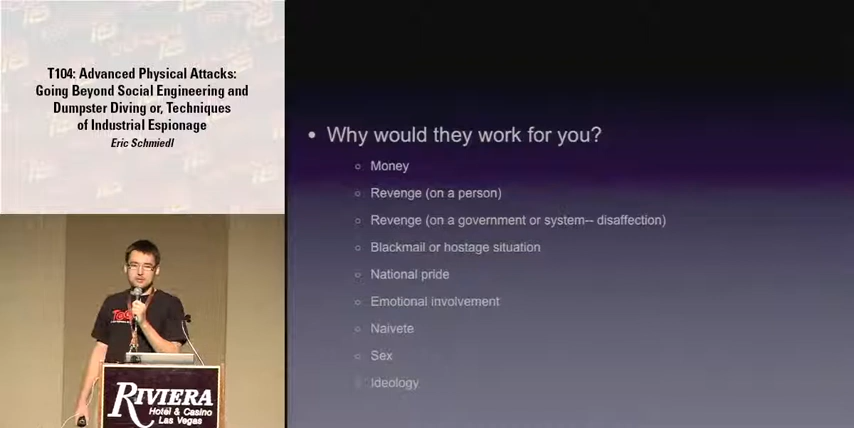 T104: Advanced Physical Attacks:
Going Beyond Social Engineering and
Dumpster Diving or, Techniques
of Industrial Espionage
Eric Schmiedl
• Why would they work for you?
○ Money
○ Revenge (on a person)
○ Revenge (on a government or system-- disaffection)
○ Blackmail or hostage situation
○ National pride
○ Emotional involvement
○ Naivete
○ Sex
○ Ideology
RIVIERA
Hotel & Casino
Las Vegas